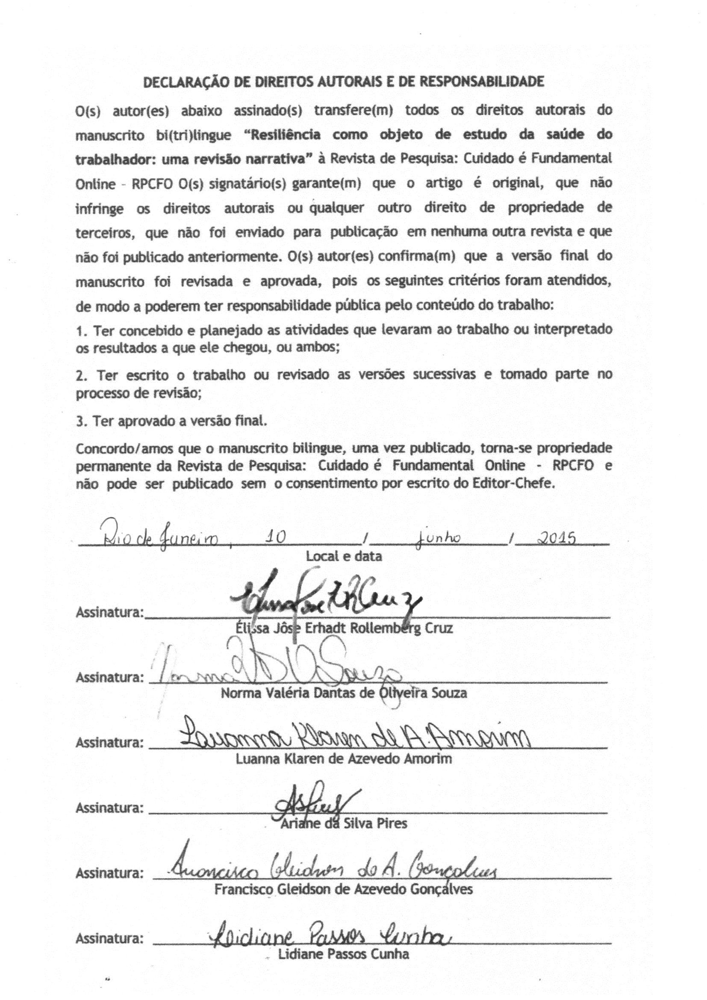 DECLARAÇÃO DE DIREITOS AUTORAIS E DE RESPONSABILIDADE
O(s) autor(es) abaixo assinado(s) transfere(m) todos os direitos autorais do
manuscrito bi(tri)lingue “Resiliência como objeto de estudo da saúde do
trabalhador: uma revisão narrativa” à Revista de Pesquisa: Cuidado é Fundamental
Online - RPCFO O(s) signatário(s) garante(m) que o artigo é original, que não
infringe os direitos autorais ou qualquer outro direito de propriedade de
terceiros, que não foi enviado para publicação em nenhuma outra revista e que
não foi publicado anteriormente. O(s) autor(es) confirma(m) que a versão final do
manuscrito foi revisada e aprovada, pois os seguintes critérios foram atendidos,
de modo a poderem ter responsabilidade pública pelo conteúdo do trabalho:
1. Ter concebido e planejado as atividades que levaram ao trabalho ou interpretado
os resultados a que ele chegou, ou ambos;
2. Ter escrito o trabalho ou revisado as versões sucessivas e tomado parte no
processo de revisão;
3. Ter aprovado a versão final.
Concordo/amos que o manuscrito bilingue, uma vez publicado, torna-se propriedade
permanente da Revista de Pesquisa: Cuidado é Fundamental Online - RPCFO e
não pode ser publicado sem o consentimento por escrito do Editor-Chefe.
Rio de Janeiro, 10 / junho / 2015
Local e data
Assinatura:
Élissa Jôse Erhadt Rollemberg Cruz
Assinatura: Norma V D O Souza
Norma Valéria Dantas de Oliveira Souza
Assinatura: Luanna Klaren de A. Amorim
Luanna Klaren de Azevedo Amorim
Assinatura: ASPires
Ariane da Silva Pires
Assinatura: Francisco Gleidson de A. Gonçalves
Francisco Gleidson de Azevedo Gonçalves
Assinatura: Lidiane Passos Cunha
Lidiane Passos Cunha